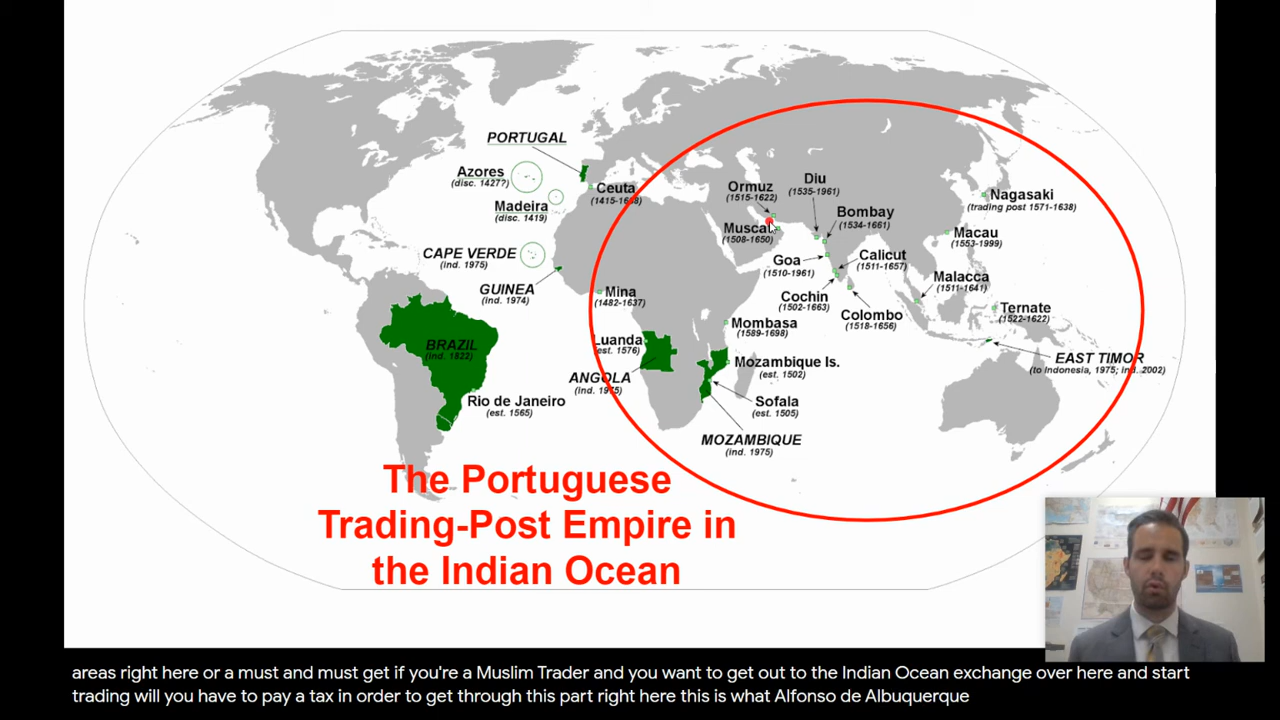 PORTUGAL
Azores
(disc. 1427?)
Madeira
(disc. 1419)
Ceuta
CAPE VERDE
(ind. 1975)
GUINEA
(ind. 1974)
Mina
(1482-1637)
BRAZIL
(ind. 1822)
Rio de Janeiro
(est. 1565)
Luanda
(est. 1576)
ANGOLA
(ind. 1975)
Ormuz
(1515-1622)
Muscat
(1508-1650)
Diu
(1535-1961)
Bombay
(1534-1661)
Goa
(1510-1961)
Calicut
(1511-1657)
Cochin
(1502-1663)
Colombo
(1518-1656)
Mombasa
(1589-1698)
Mozambique Is.
(est. 1502)
Sofala
(est. 1505)
MOZAMBIQUE
(ind. 1975)
Nagasaki
(trading post 1571-1638)
Macau
(1553-1999)
Malacca
(1511-1641)
Ternate
(1522-1622)
EAST TIMOR
(to Indonesia, 1975; ind. 2002)
The Portuguese
Trading-Post Empire in
the Indian Ocean
areas right here or a must and must get if you're a Muslim Trader and you want to get out to the Indian Ocean exchange over here and start
trading will you have to pay a tax in order to get through this part right here this is what Alfonso de Albuquerque